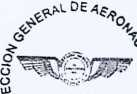 ECCION GENERAL DE AERONA